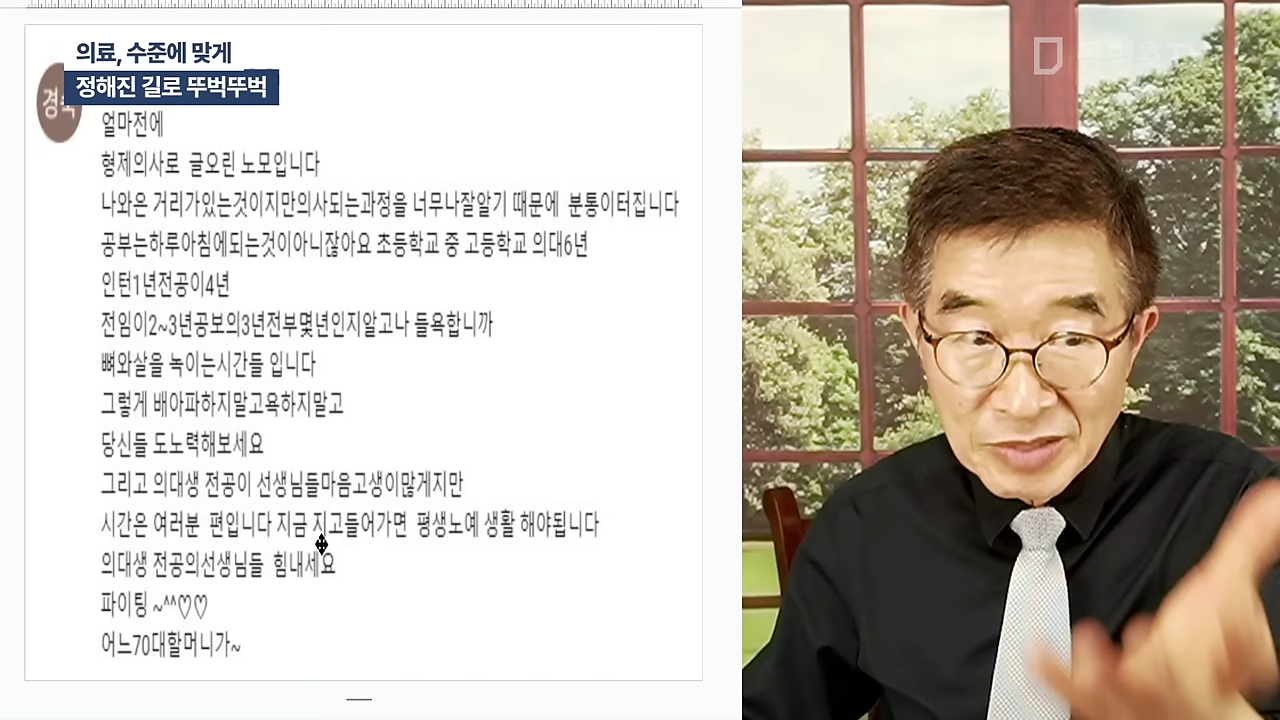 의료, 수준에 맞게
정해진 길로 뚜벅뚜벅
얼마전에
형제의사로 글오린 노모입니다
나와은 거리가있는것이지만의사되는과정을 너무나잘알기 때문에 분통이터집니다
공부는하루아침에되는것이아니잖아요 초등학교 중 고등학교 의대6년
인턴1년전공이4년
전임이2~3년공보의3년전부몇년인지알고나 들욕합니까
뼈와살을 녹이는시간들 입니다
그렇게 배아파하지말고욕하지말고
당신들 도노력해보세요
그리고 의대생 전공이 선생님들마음고생이많게지만
시간은 여러분 편입니다 지금 지고들어가면 평생노예 생활 해야됩니다
의대생 전공의선생님들 힘내세요
파이팅 ~^^♡♡
어느70대할머니가~